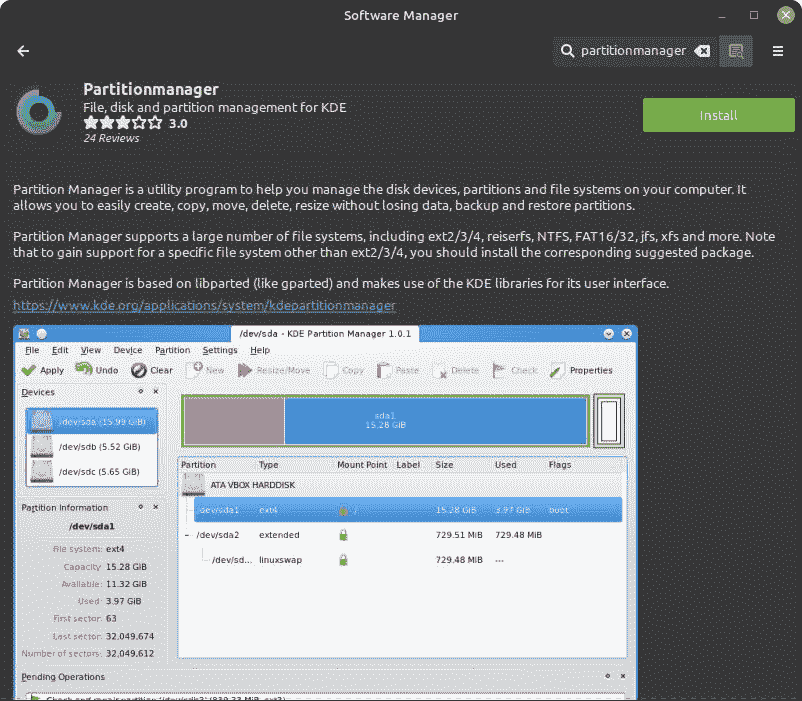 Software Manager
partitionmanager
Partitionmanager
File, disk and partition management for KDE
3.0
24 Reviews
Install
Partition Manager is a utility program to help you manage the disk devices, partitions and file systems on your computer. It
allows you to easily create, copy, move, delete, resize without losing data, backup and restore partitions.
Partition Manager supports a large number of file systems, including ext2/3/4, reiserfs, NTFS, FAT16/32, jfs, xfs and more. Note
that to gain support for a specific file system other than ext2/3/4, you should install the corresponding suggested package.
Partition Manager is based on libparted (like gparted) and makes use of the KDE libraries for its user interface.
https://www.kde.org/applications/system/kdepartitionmanager
/dev/sda - KDE Partition Manager 1.0.1
File Edit View Device Partition Settings Help
Apply Undo Clear New Resize/Move Copy Paste Delete Check Properties
Devices
/dev/sda (15.99 GiB)
/dev/sdb (5.52 GiB)
/dev/sdc (5.65 GiB)
sda1
15.28 GiB
Partition Type Mount Point Label Size Used Flags
ATA VBOX HARDDISK
/dev/sda1 ext4 / 15.28 GiB 3.97 GiB boot
/dev/sda2 extended 729.51 MiB 729.48 MiB
/dev/sd... linuxswap 729.48 MiB ---
Partition Information
/dev/sda1
File system: ext4
Capacity: 15.28 GiB
Available: 11.32 GiB
Used: 3.97 GiB
First sector: 63
Last sector: 32,049,674
Number of sectors: 32,049,612
Pending Operations